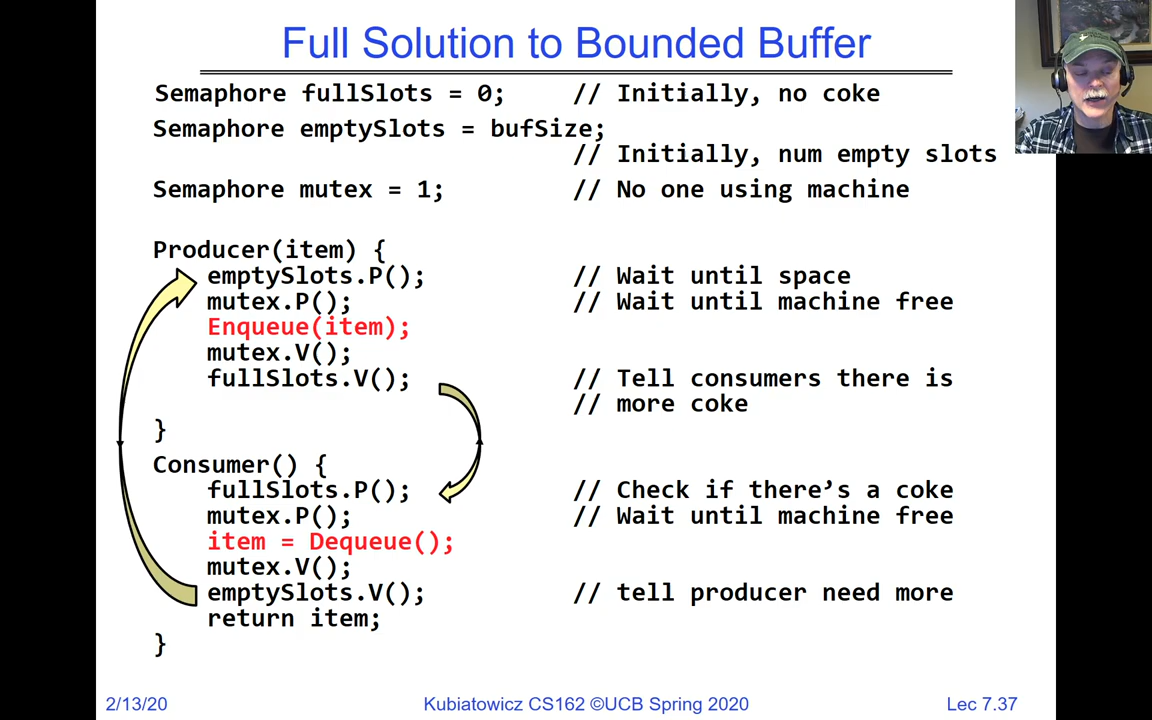 Full Solution to Bounded Buffer
Semaphore fullSlots = 0; // Initially, no coke
Semaphore emptySlots = bufSize;
// Initially, num empty slots
Semaphore mutex = 1; // No one using machine
Producer(item) {
emptySlots.P(); // Wait until space
mutex.P(); // Wait until machine free
Enqueue(item);
mutex.V();
fullSlots.V(); // Tell consumers there is
// more coke
}
Consumer() {
fullSlots.P(); // Check if there’s a coke
mutex.P(); // Wait until machine free
item = Dequeue();
mutex.V();
emptySlots.V(); // tell producer need more
return item;
}
2/13/20 Kubiatowicz CS162 ©UCB Spring 2020 Lec 7.37